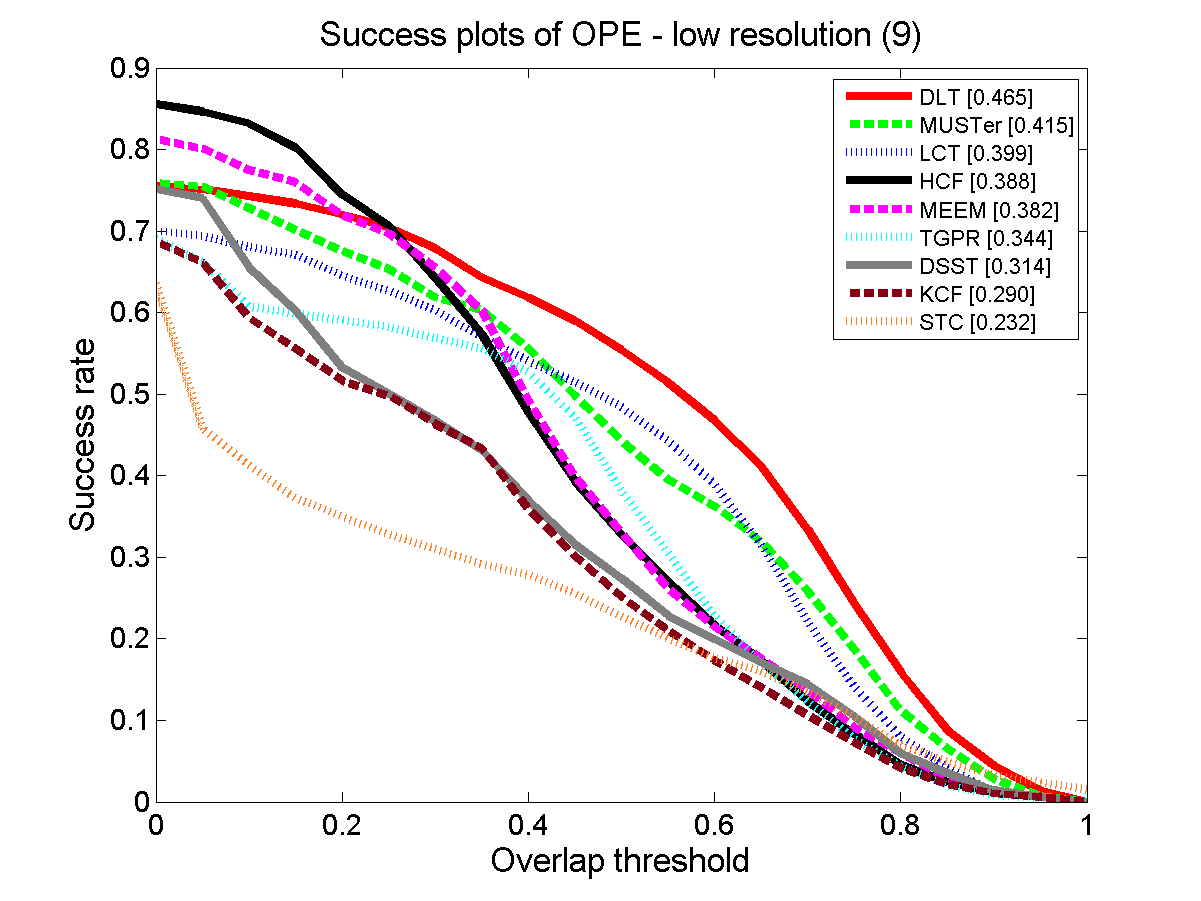 Success plots of OPE - low resolution (9)
0.9
0.8
0.7
0.6
0.5
0.4
0.3
0.2
0.1
0
Success rate
DLT [0.465]
MUSTer [0.415]
LCT [0.399]
HCF [0.388]
MEEM [0.382]
TGPR [0.344]
DSST [0.314]
KCF [0.290]
STC [0.232]
0 0.2 0.4 0.6 0.8 1
Overlap threshold